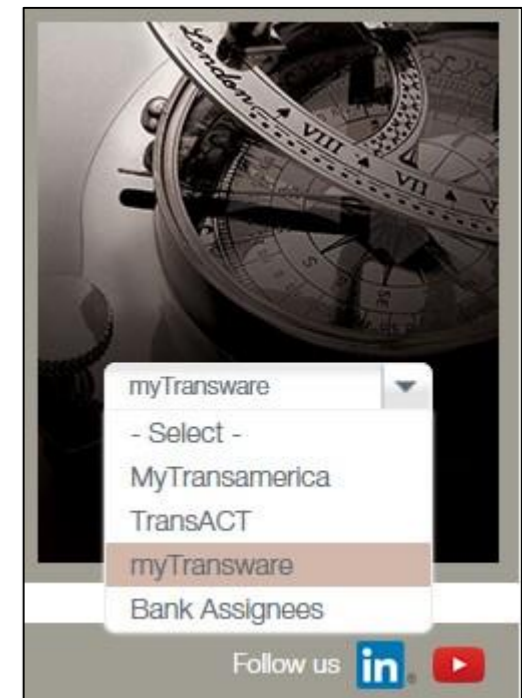 London
VIII
VII
myTransware
- Select -
MyTransamerica
TransACT
myTransware
Bank Assignees
Follow us in